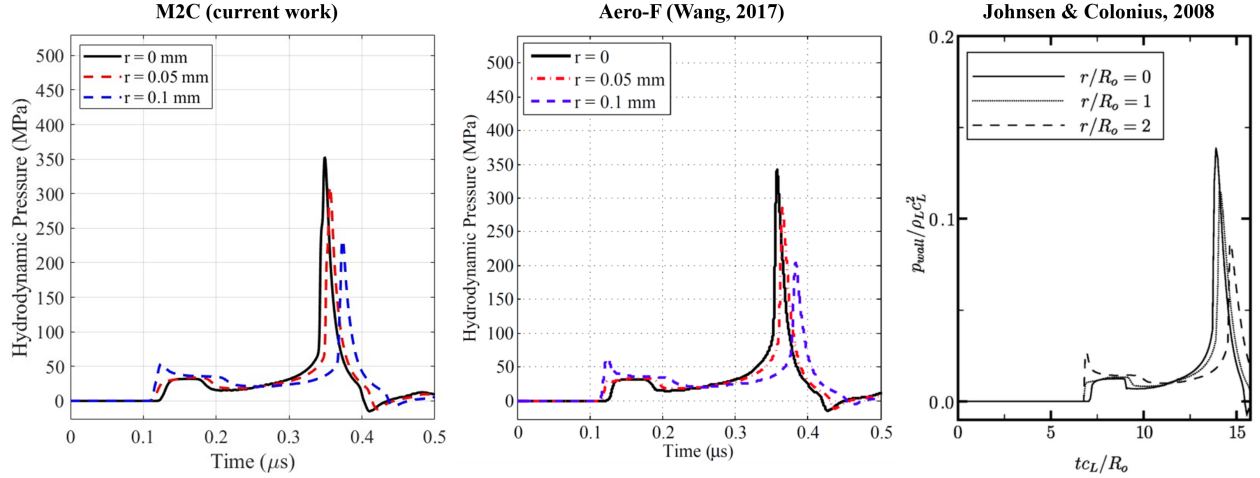 M2C (current work)
500
450
400
350
300
250
200
150
100
50
0
Hydrodynamic Pressure (MPa)
r = 0 mm
r = 0.05 mm
r = 0.1 mm
0 0.1 0.2 0.3 0.4 0.5
Time (μs)
Aero-F (Wang, 2017)
500
450
400
350
300
250
200
150
100
50
0
Hydrodynamic Pressure (MPa)
r = 0
r = 0.05 mm
r = 0.1 mm
0 0.1 0.2 0.3 0.4 0.5
Time (μs)
Johnsen & Colonius, 2008
0.2
0.1
0.0
p_wall/ρ_L c_L^2
r/R_o = 0
r/R_o = 1
r/R_o = 2
0 5 10 15
tc_L/R_o